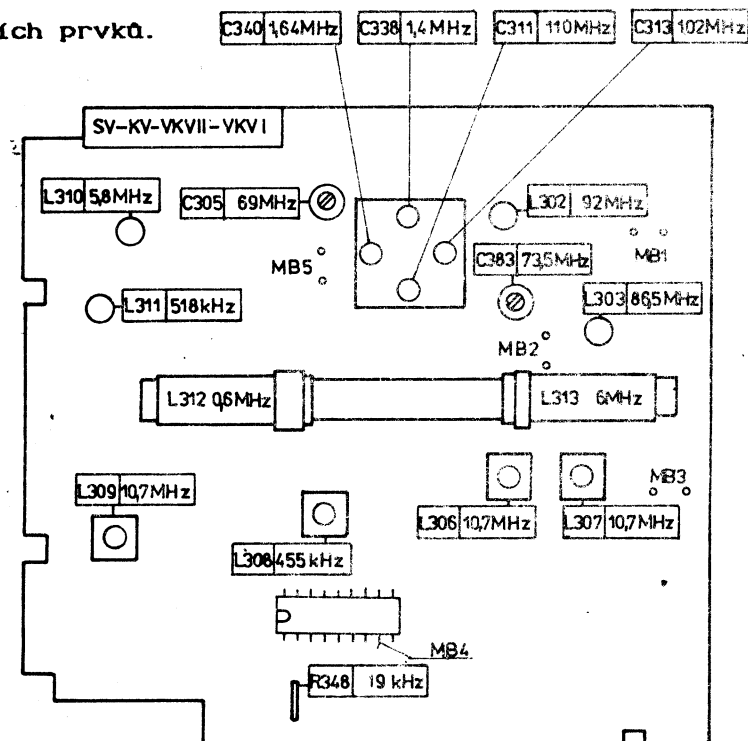 ích prvků.
C340 1,64MHz
C338 1,4MHz
C311 110MHz
C313 102MHz
SV-KV-VKVII-VKVI
L310 5,8MHz
C305 69MHz
L302 92MHz
MB1
MB5
C383 73,5MHz
L311 518kHz
L303 86,5MHz
MB2
L312 0,6MHz
L313 6MHz
MB3
L309 10,7MHz
L306 10,7MHz
L307 10,7MHz
L308 455kHz
MB4
R348 19 kHz